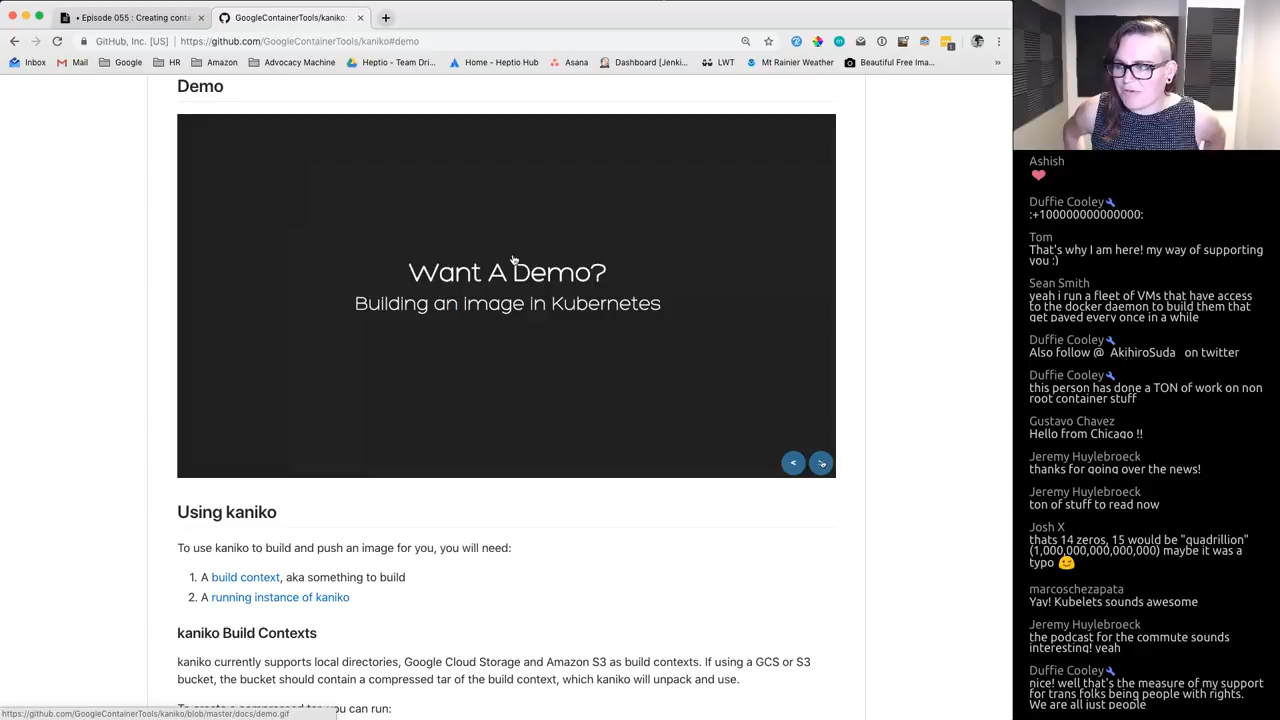 • Episode 055 : Creating conta
GoogleContainerTools/kaniko:
GitHub, Inc. [US]
https://github.com/GoogleContainerTools/kaniko#demo
Inbox
Mail
Google
HR
Amazon
Advocacy Machine
Heptio - Team Dri...
Home - Heptio Hub
Asana
Dashboard [Jenki...
LWT
Mt Rainier Weather
Beautiful Free Ima...
»
Demo
Want A Demo?
Building an image in Kubernetes
<
>
Using kaniko
To use kaniko to build and push an image for you, you will need:
1. A build context, aka something to build
2. A running instance of kaniko
kaniko Build Contexts
kaniko currently supports local directories, Google Cloud Storage and Amazon S3 as build contexts. If using a GCS or S3
bucket, the bucket should contain a compressed tar of the build context, which kaniko will unpack and use.
To create a compressed tar, you can run:
https://github.com/GoogleContainerTools/kaniko/blob/master/docs/demo.gif
Ashish
Duffie Cooley
:+100000000000000:
Tom
That's why I am here! my way of supporting
you :)
Sean Smith
yeah i run a fleet of VMs that have access
to the docker daemon to build them that
get paved every once in a while
Duffie Cooley
Also follow @ AkihiroSuda on twitter
Duffie Cooley
this person has done a TON of work on non
root container stuff
Gustavo Chavez
Hello from Chicago !!
Jeremy Huylebroeck
thanks for going over the news!
Jeremy Huylebroeck
ton of stuff to read now
Josh X
thats 14 zeros, 15 would be "quadrillion"
(1,000,000,000,000,000) maybe it was a
typo
marcoschezapata
Yay! Kubelets sounds awesome
Jeremy Huylebroeck
the podcast for the commute sounds
interesting! yeah
Duffie Cooley
nice! well that's the measure of my support
for trans folks being people with rights.
We are all just people